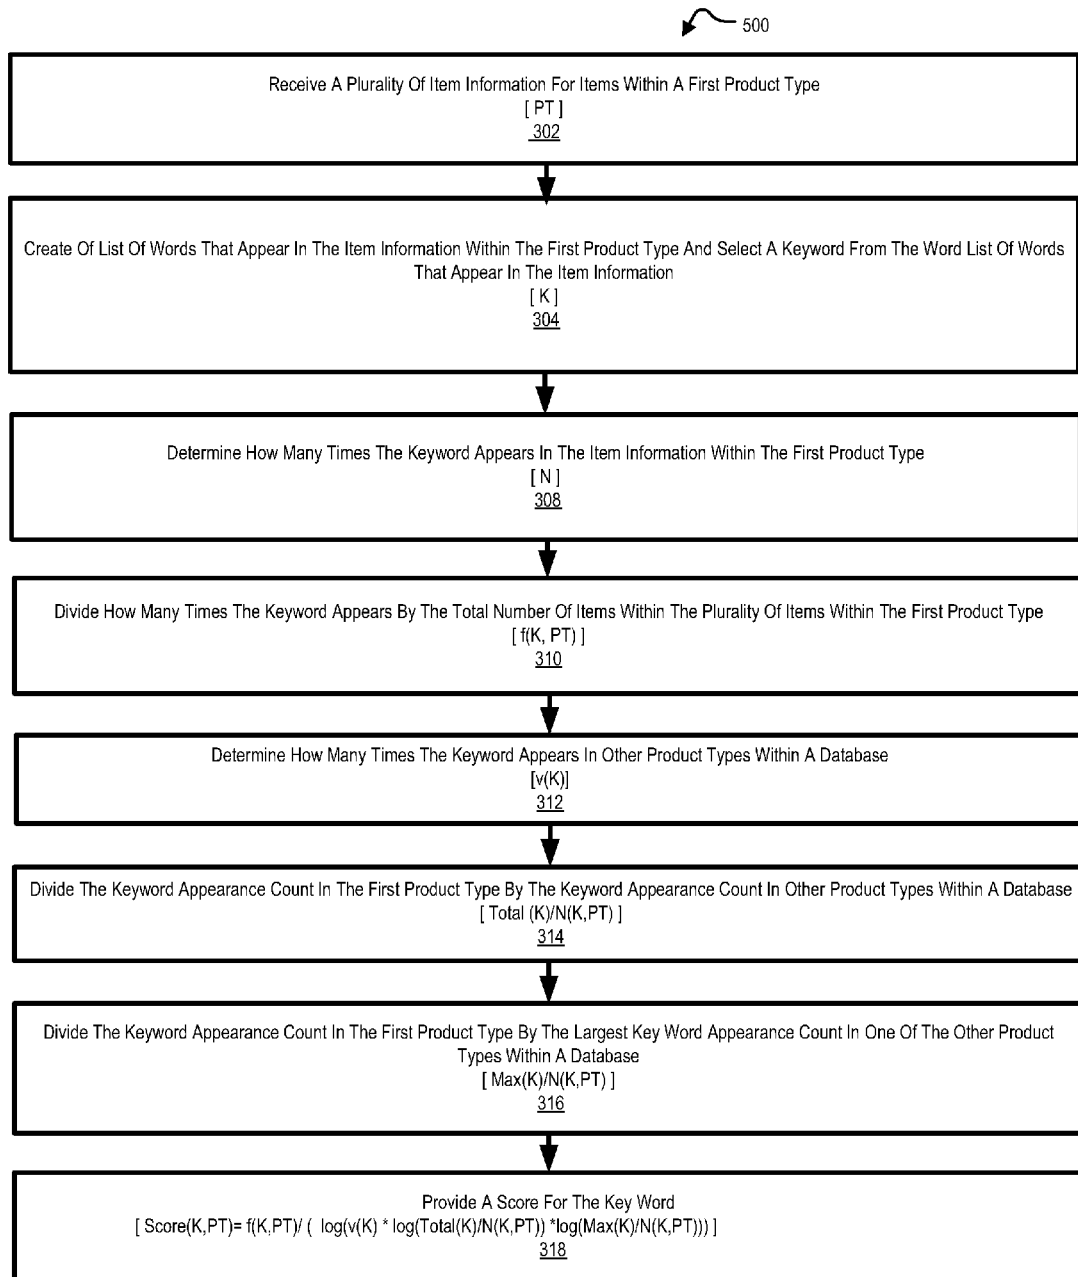 500
Receive A Plurality Of Item Information For Items Within A First Product Type
[ PT ]
302
Create Of List Of Words That Appear In The Item Information Within The First Product Type And Select A Keyword From The Word List Of Words
That Appear In The Item Information
[ K ]
304
Determine How Many Times The Keyword Appears In The Item Information Within The First Product Type
[ N ]
308
Divide How Many Times The Keyword Appears By The Total Number Of Items Within The Plurality Of Items Within The First Product Type
[ f(K, PT) ]
310
Determine How Many Times The Keyword Appears In Other Product Types Within A Database
[v(K)]
312
Divide The Keyword Appearance Count In The First Product Type By The Keyword Appearance Count In Other Product Types Within A Database
[ Total (K)/N(K,PT) ]
314
Divide The Keyword Appearance Count In The First Product Type By The Largest Key Word Appearance Count In One Of The Other Product
Types Within A Database
[ Max(K)/N(K,PT) ]
316
Provide A Score For The Key Word
[ Score(K,PT)= f(K,PT)/ ( log(v(K) * log(Total(K)/N(K,PT)) *log(Max(K)/N(K,PT))) ]
318